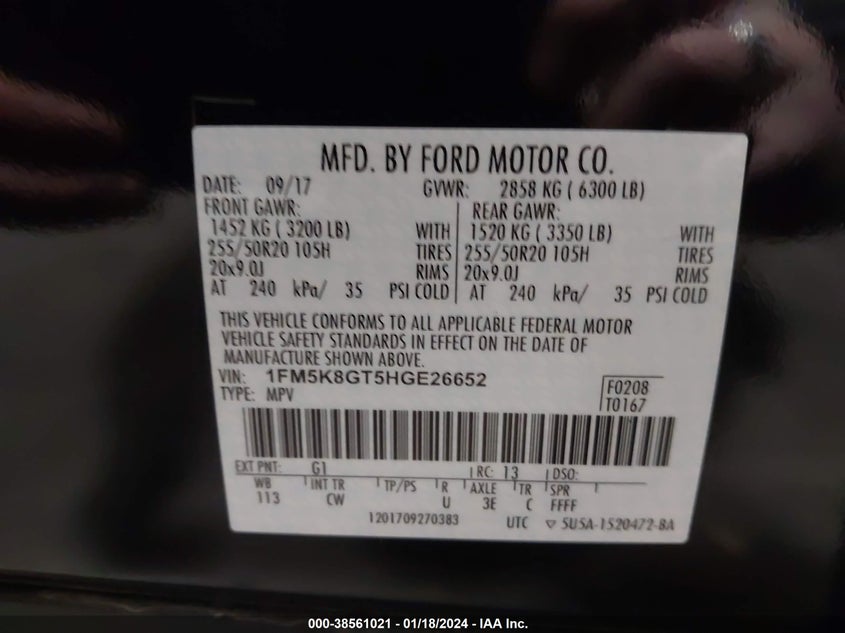 MFD. BY FORD MOTOR CO.
DATE: 09/17 GVWR: 2858 KG ( 6300 LB)
FRONT GAWR: REAR GAWR:
1452 KG ( 3200 LB) WITH 1520 KG ( 3350 LB) WITH
255/50R20 105H TIRES 255/50R20 105H TIRES
20x9.0J RIMS 20x9.0J RIMS
AT 240 kPa/ 35 PSI COLD AT 240 kPa/ 35 PSI COLD
THIS VEHICLE CONFORMS TO ALL APPLICABLE FEDERAL MOTOR
VEHICLE SAFETY STANDARDS IN EFFECT ON THE DATE OF
MANUFACTURE SHOWN ABOVE.
VIN: 1FM5K8GT5HGE26652
TYPE: MPV
F0208
T0167
EXT PNT: G1 RC: 13 DSO:
WB INT TR TP/PS R AXLE TR SPR
113 CW U 3E C FFFF
1201709270383 UTC ▽ 5U5A-1520472-BA
000-38561021 - 01/18/2024 - IAA Inc.